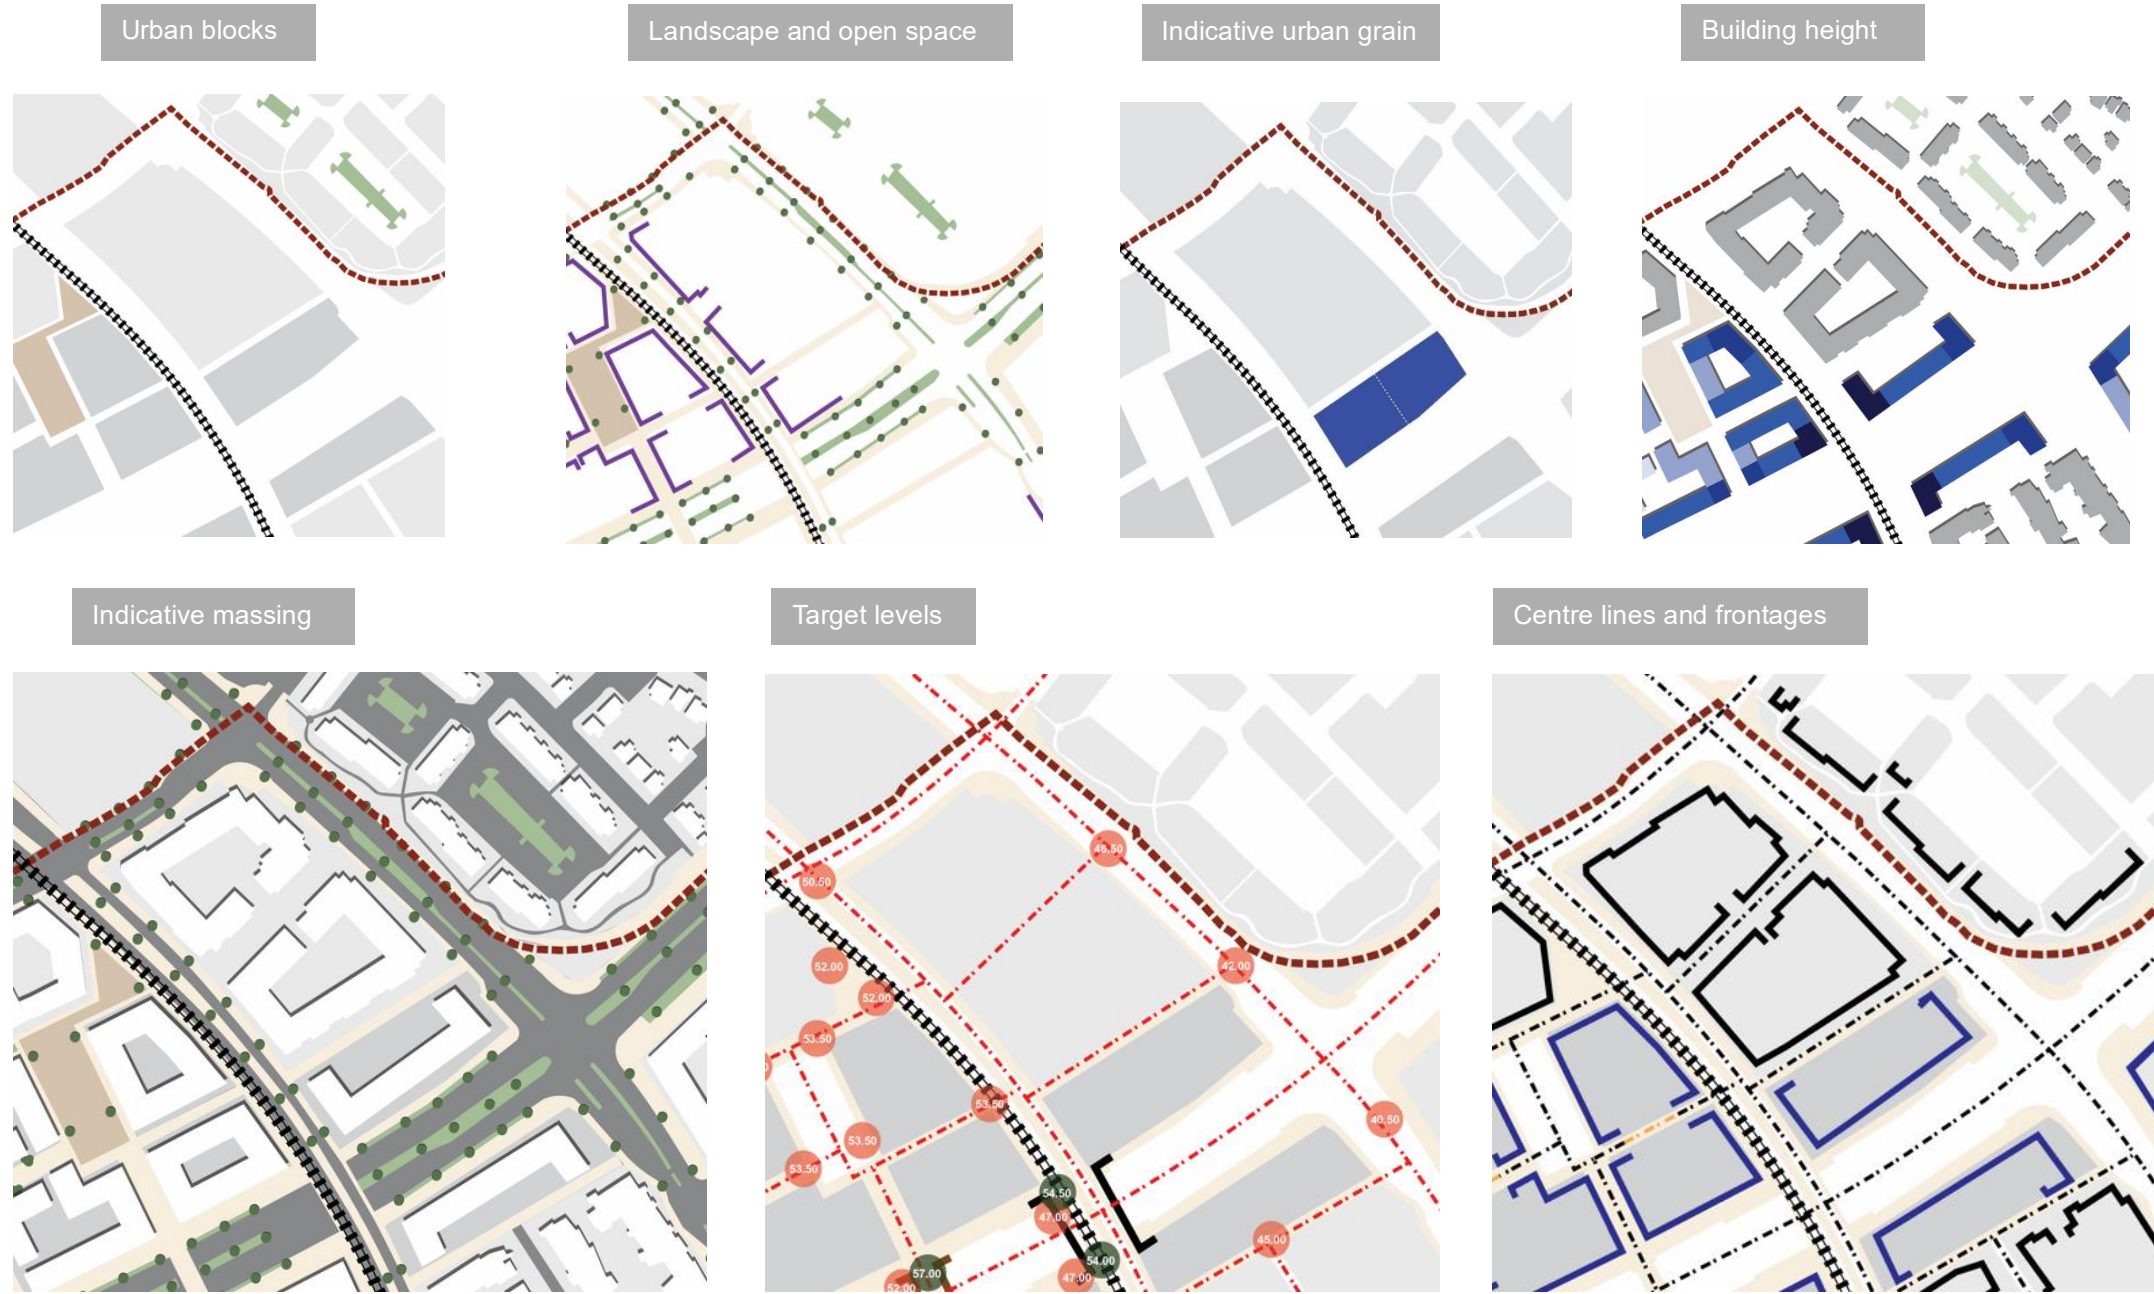 Urban blocks
Landscape and open space
Indicative urban grain
Building height
Indicative massing
Target levels
Centre lines and frontages
46.50
50.50
52.00
42.00
52.00
53.50
53.50
40.50
53.50
53.50
54.50
47.00
45.00
54.00
57.00
47.00
52.00